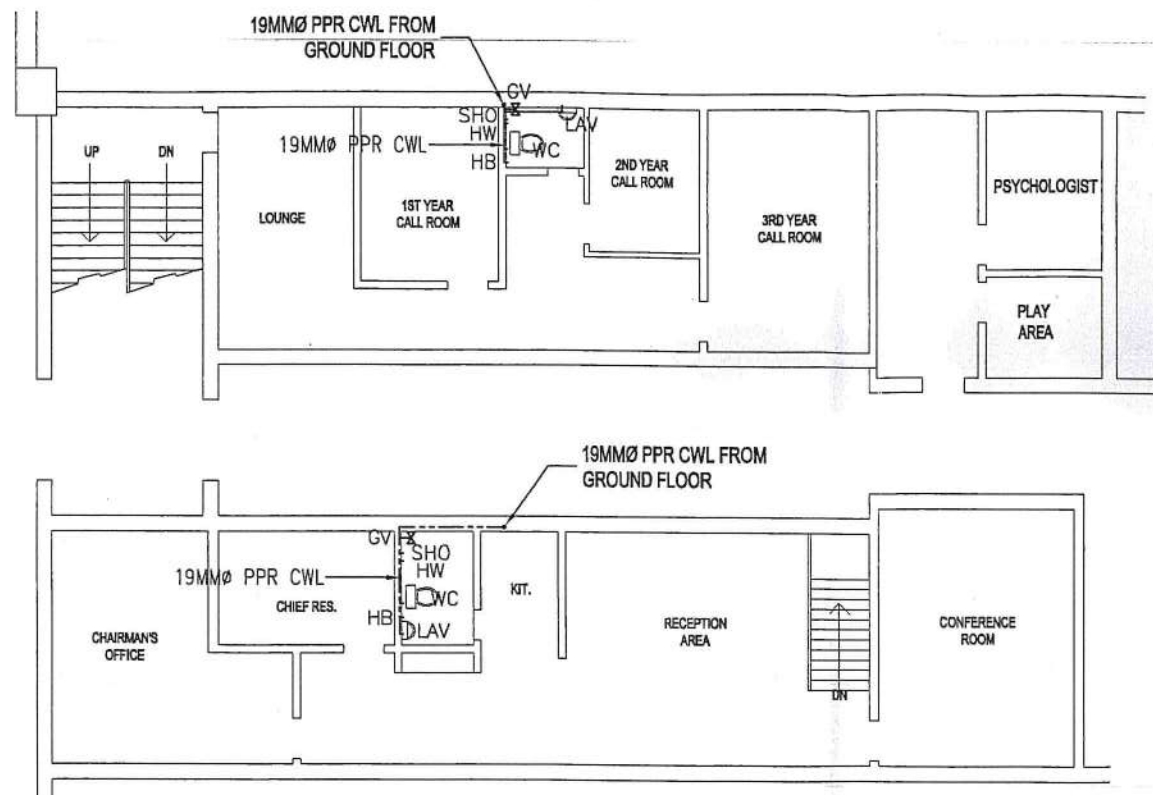 19MMØ PPR CWL FROM
GROUND FLOOR
GV
SHO
LAV
HW
19MMØ PPR CWL
WC
HB
UP
DN
LOUNGE
1ST YEAR
CALL ROOM
2ND YEAR
CALL ROOM
3RD YEAR
CALL ROOM
PSYCHOLOGIST
PLAY
AREA
19MMØ PPR CWL FROM
GROUND FLOOR
GV
SHO
HW
19MMØ PPR CWL
WC
HB
LAV
CHIEF RES.
KIT.
CHAIRMAN'S
OFFICE
RECEPTION
AREA
DN
CONFERENCE
ROOM